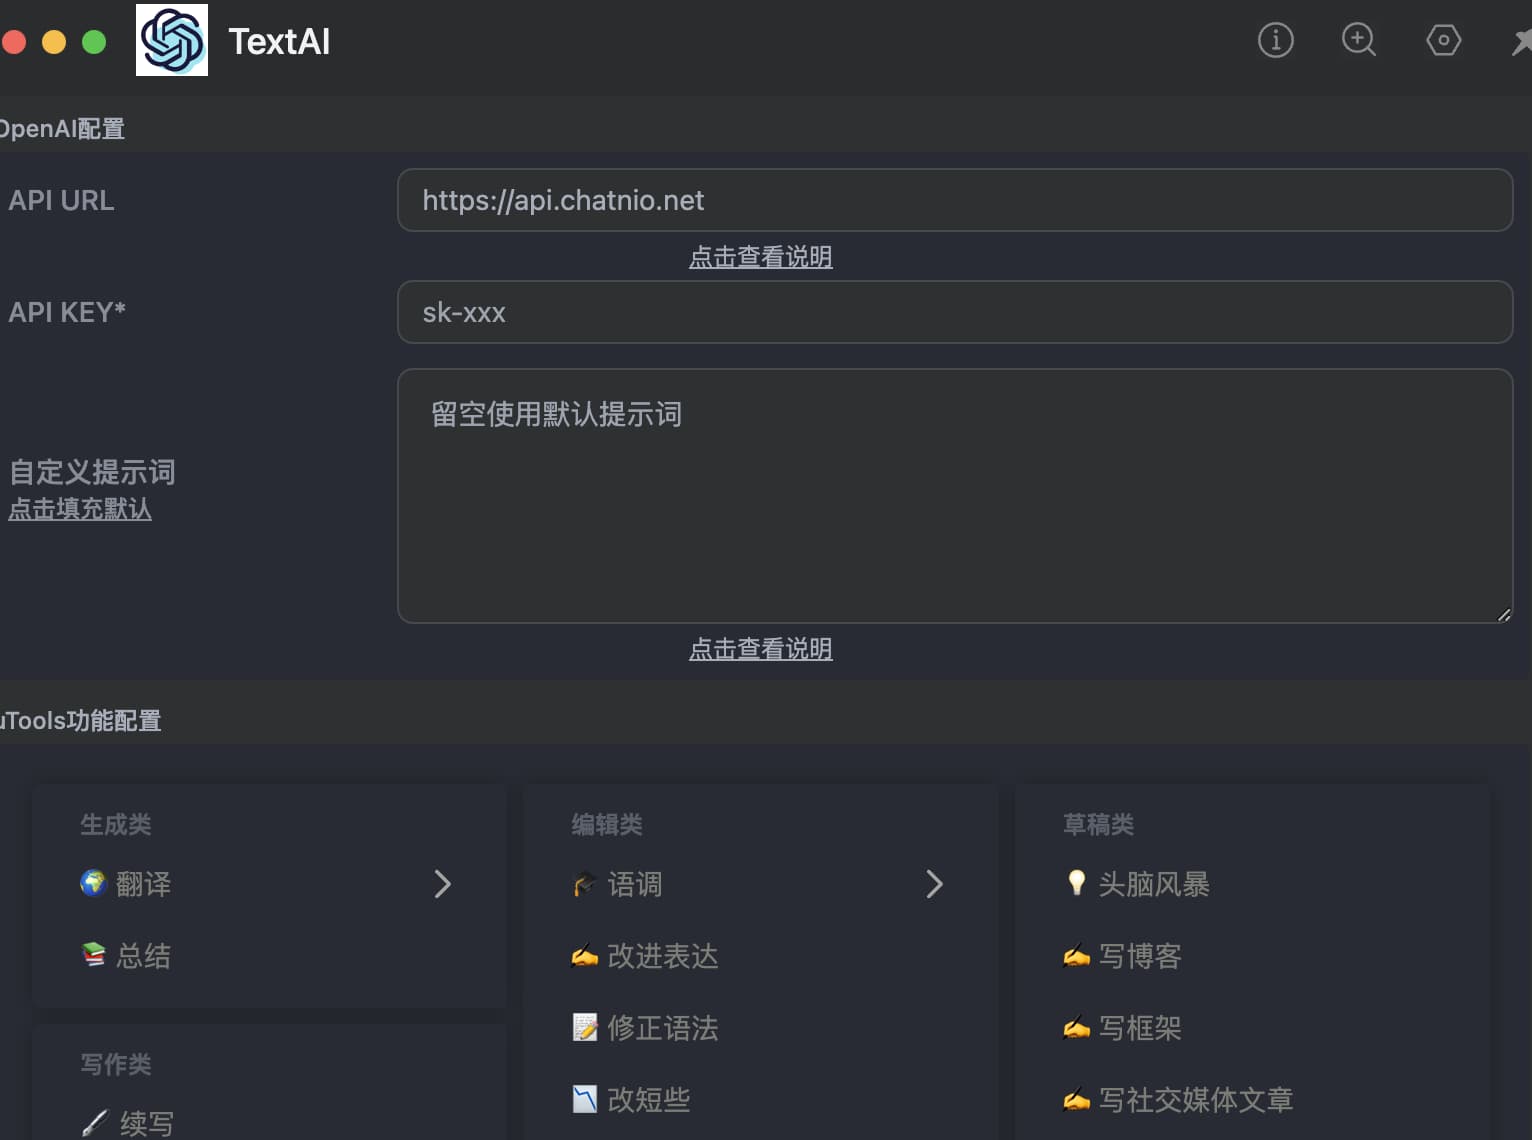 TextAI
OpenAI配置
API URL
https://api.chatnio.net
点击查看说明
API KEY*
sk-xxx
留空使用默认提示词
自定义提示词
点击填充默认
点击查看说明
uTools功能配置
生成类
翻译
总结
写作类
续写
编辑类
语调
改进表达
修正语法
改短些
草稿类
头脑风暴
写博客
写框架
写社交媒体文章